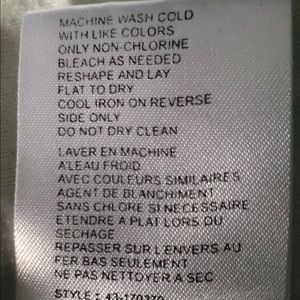 MACHINE WASH COLD
WITH LIKE COLORS
ONLY NON-CHLORINE
BLEACH AS NEEDED
RESHAPE AND LAY
FLAT TO DRY
COOL IRON ON REVERSE
SIDE ONLY
DO NOT DRY CLEAN
LAVER EN MACHINE
A'LEAU FROID
AVEC COULEURS SIMILAIRES
AGENT DE BLANCHIMENT
SANS CHLORE SI NECESSAIRE
ETENDRE A PLAT LORS DU
SECHAGE
REPASSER SUR L'ENVERS AU
FER BAS SEULEMENT
NE PAS NETTOYER A SEC
STYLE :